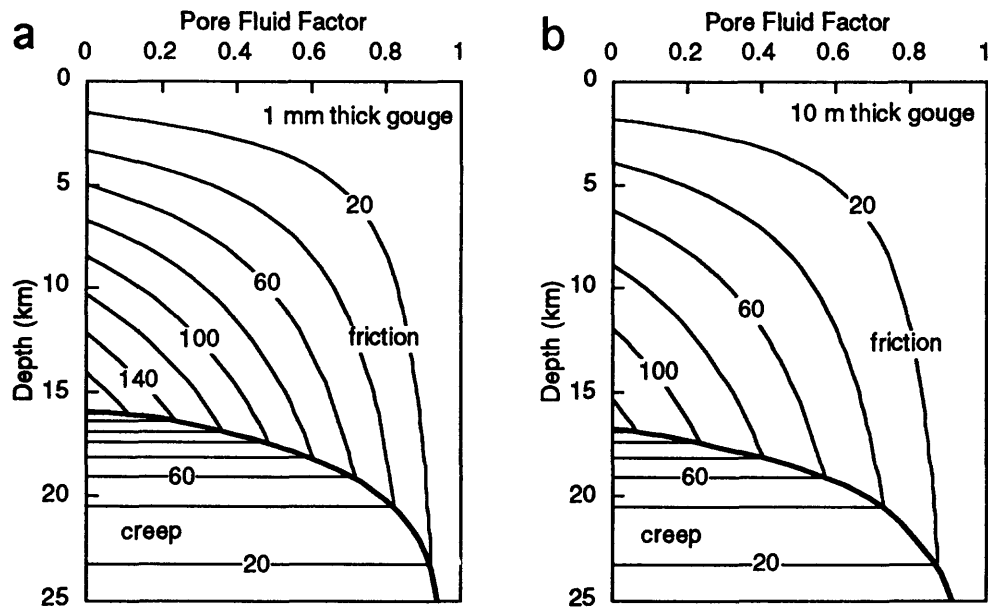 a
Pore Fluid Factor
0 0.2 0.4 0.6 0.8 1
0
5
10
15
20
25
Depth (km)
1 mm thick gouge
20
60
friction
100
140
60
creep
20
b
Pore Fluid Factor
0.2 0.4 0.6 0.8 1
0
5
10
15
20
25
Depth (km)
10 m thick gouge
20
60
friction
100
60
creep
20